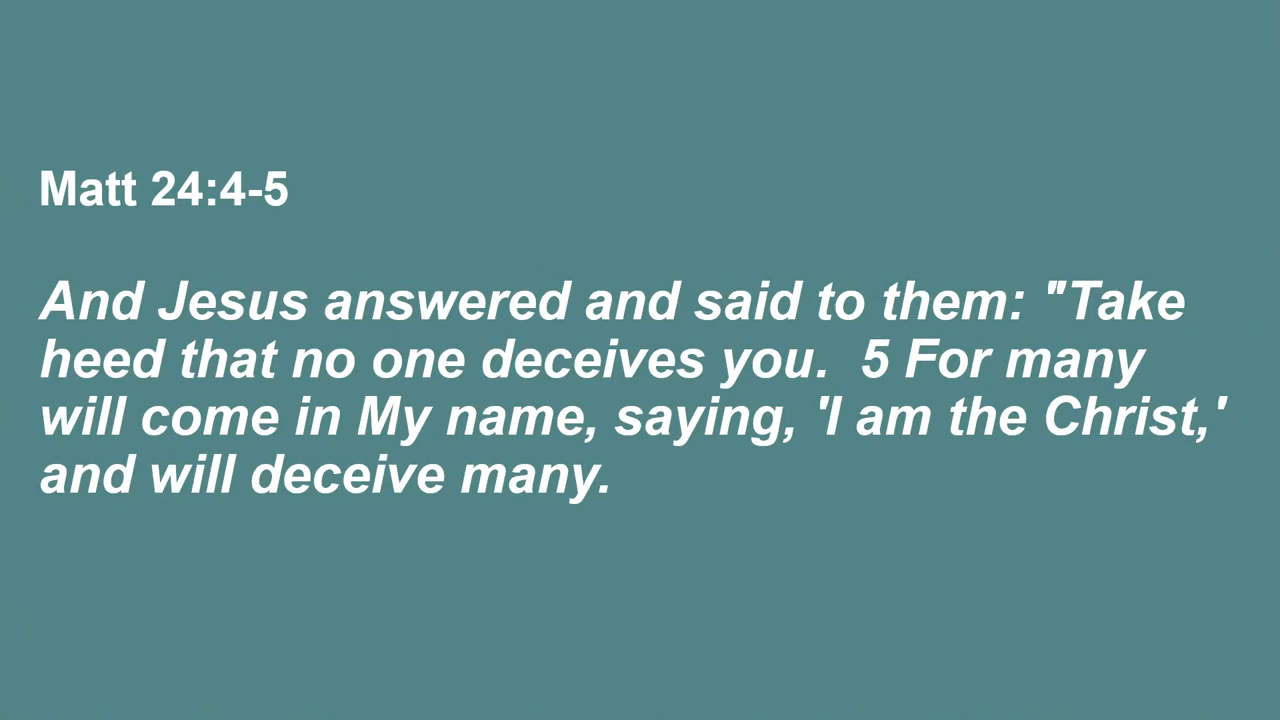 Matt 24:4-5
And Jesus answered and said to them: "Take
heed that no one deceives you.  5 For many
will come in My name, saying, 'I am the Christ,'
and will deceive many.